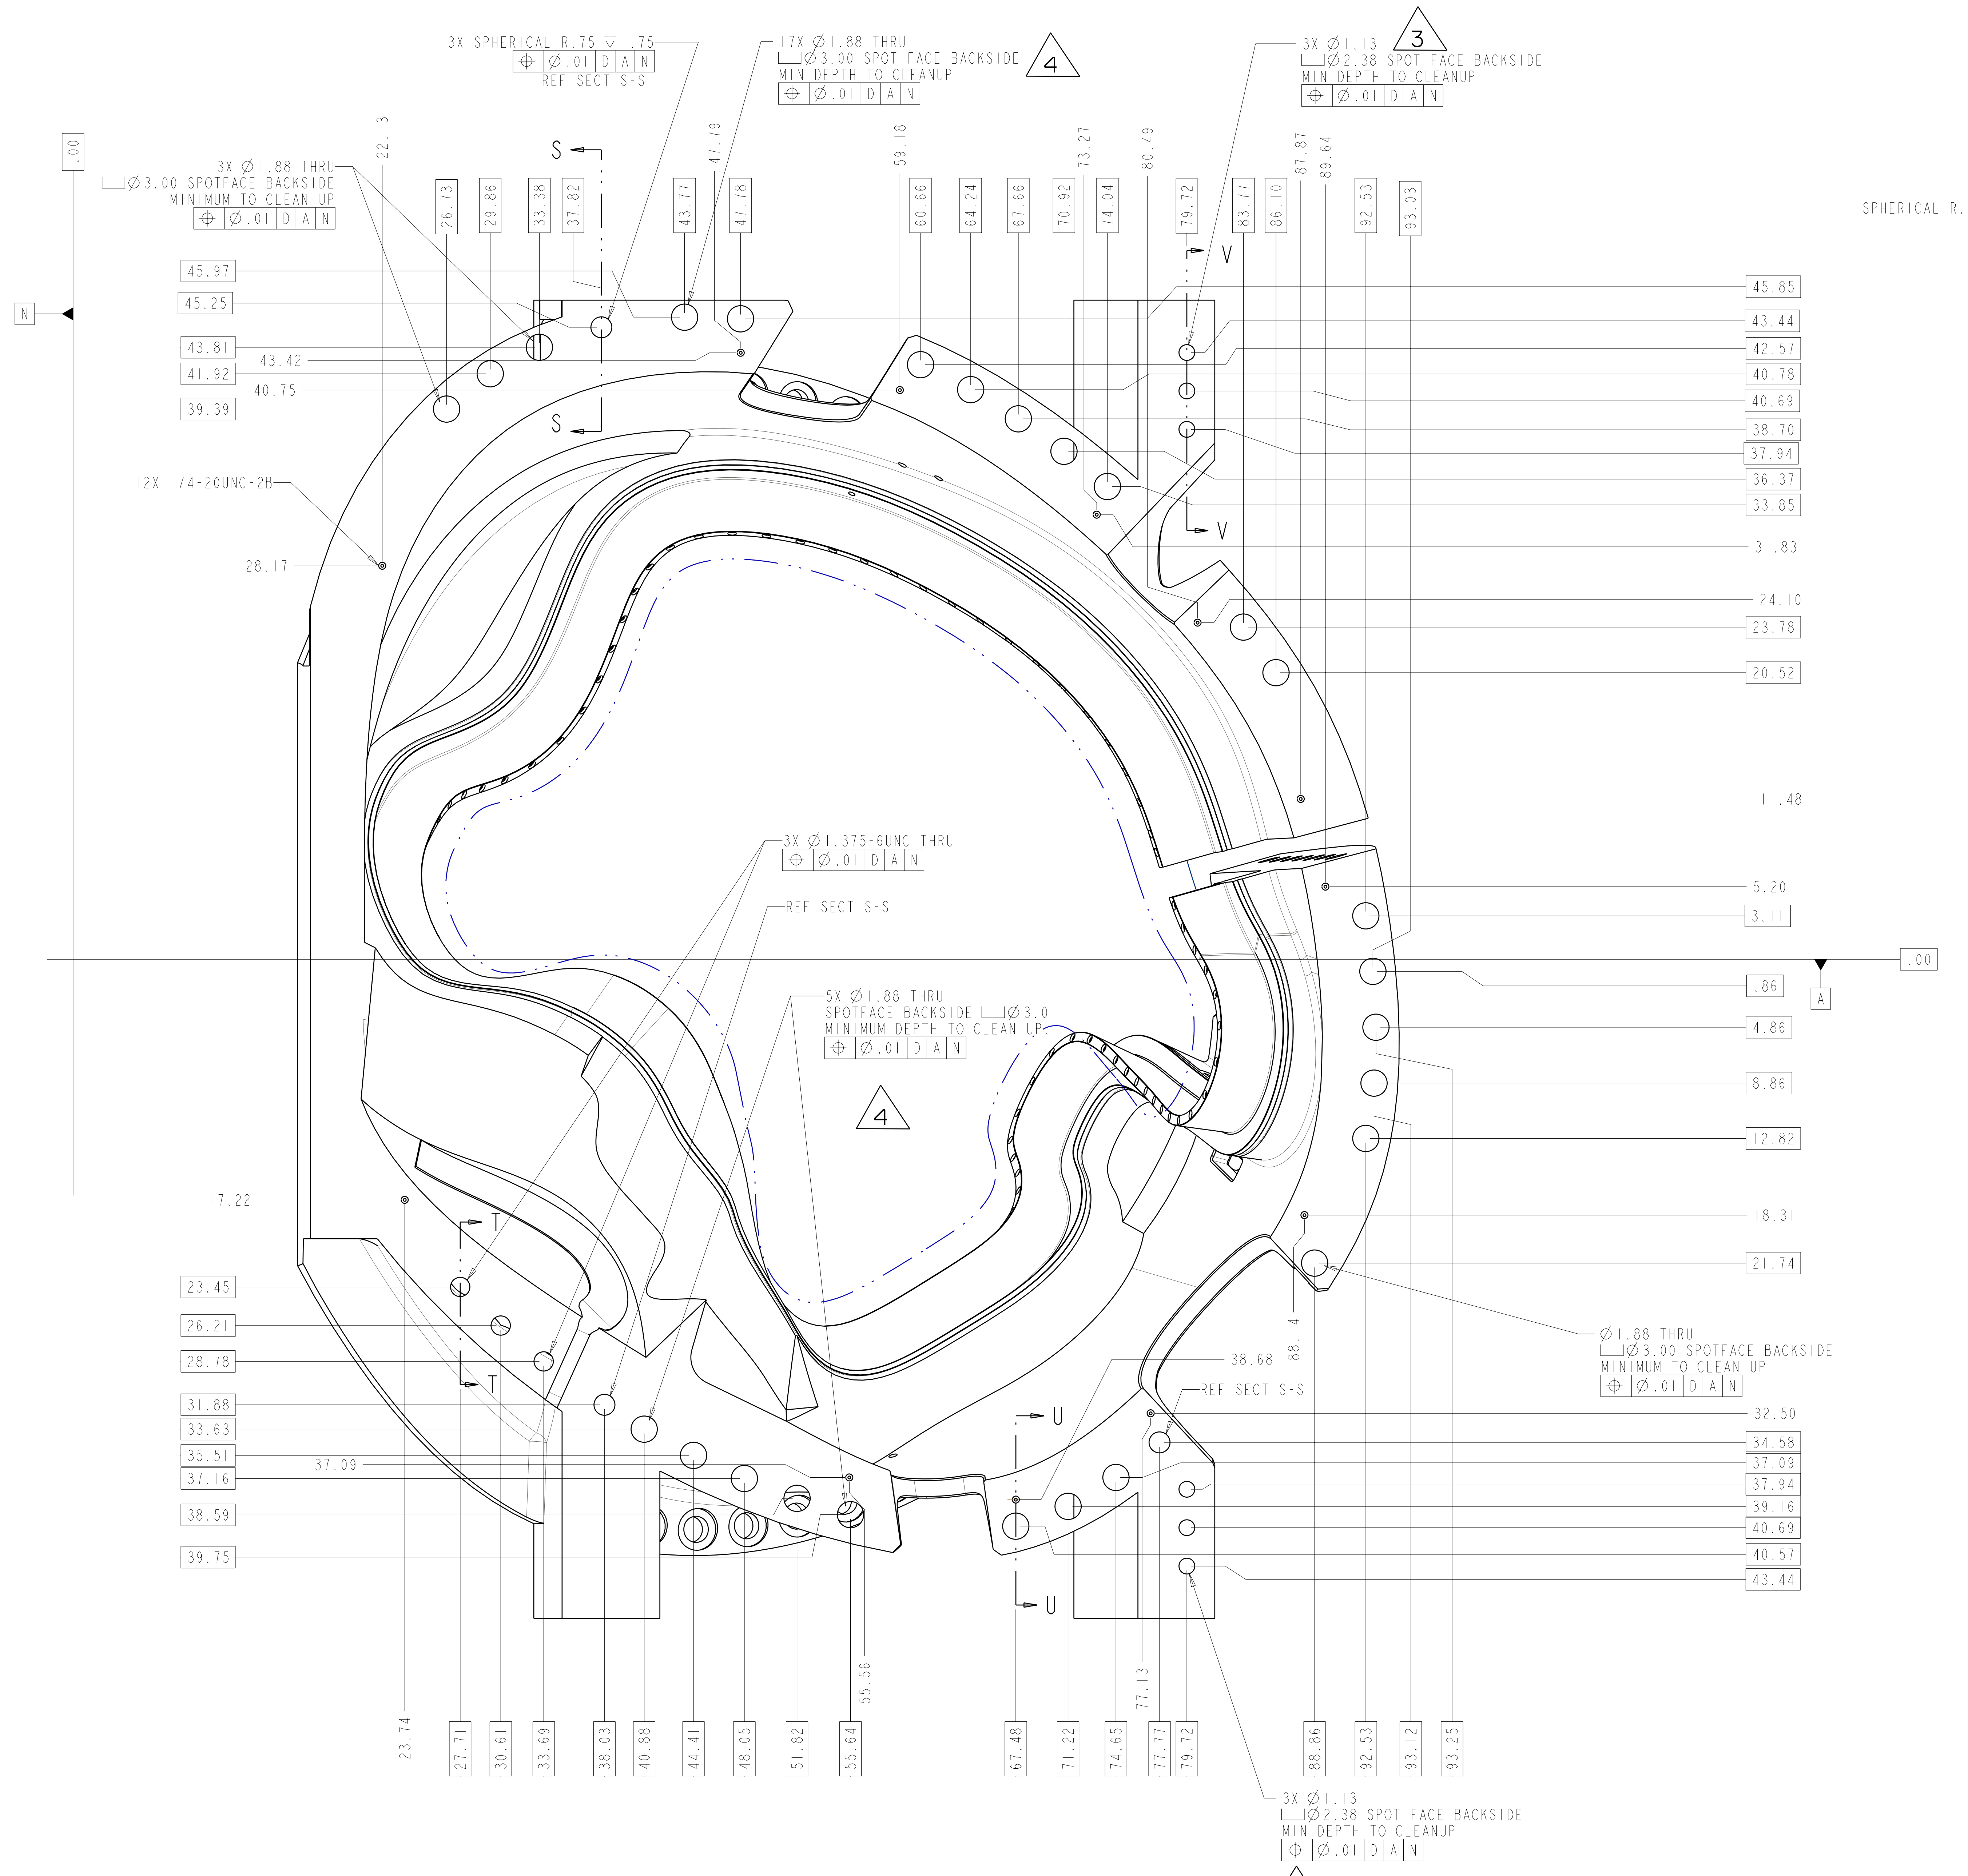 3X SPHERICAL R.75 ↧ .75
⌖ Ø.01 D A N
REF SECT S-S
17X Ø1.88 THRU
⌴Ø3.00 SPOT FACE BACKSIDE
MIN DEPTH TO CLEANUP
⌖ Ø.01 D A N
4
3X Ø1.13
⌴Ø2.38 SPOT FACE BACKSIDE
MIN DEPTH TO CLEANUP
⌖ Ø.01 D A N
3
.00
22.13
3X Ø1.88 THRU
⌴Ø3.00 SPOTFACE BACKSIDE
MINIMUM TO CLEAN UP
⌖ Ø.01 D A N
S
47.79
59.18
73.27
80.49
87.87
89.64
26.73
29.86
33.38
37.82
43.77
47.78
60.66
64.24
67.66
70.92
74.04
79.72
83.77
86.10
92.53
93.03
SPHERICAL R.
V
N
45.97
45.25
43.81
43.42
41.92
40.75
39.39
S
45.85
43.44
42.57
40.78
40.69
38.70
37.94
36.37
33.85
V
31.83
12X 1/4-20UNC-2B
28.17
24.10
23.78
20.52
11.48
3X Ø1.375-6UNC THRU
⌖ Ø.01 D A N
REF SECT S-S
5.20
3.11
.00
.86
A
5X Ø1.88 THRU
SPOTFACE BACKSIDE ⌴Ø3.0
MINIMUM DEPTH TO CLEAN UP
⌖ Ø.01 D A N
4
4.86
8.86
12.82
17.22
T
18.31
21.74
23.45
26.21
28.78
T
31.88
33.63
35.51
37.09
37.16
38.59
39.75
88.14
38.68
REF SECT S-S
Ø1.88 THRU
⌴Ø3.00 SPOTFACE BACKSIDE
MINIMUM TO CLEAN UP
⌖ Ø.01 D A N
U
32.50
34.58
37.09
37.94
39.16
40.69
40.57
43.44
U
55.56
77.13
23.74
27.71
30.61
33.69
38.03
40.88
44.41
48.05
51.82
55.64
67.48
71.22
74.65
77.77
79.72
88.86
92.53
93.12
93.25
3X Ø1.13
⌴Ø2.38 SPOT FACE BACKSIDE
MIN DEPTH TO CLEANUP
⌖ Ø.01 D A N